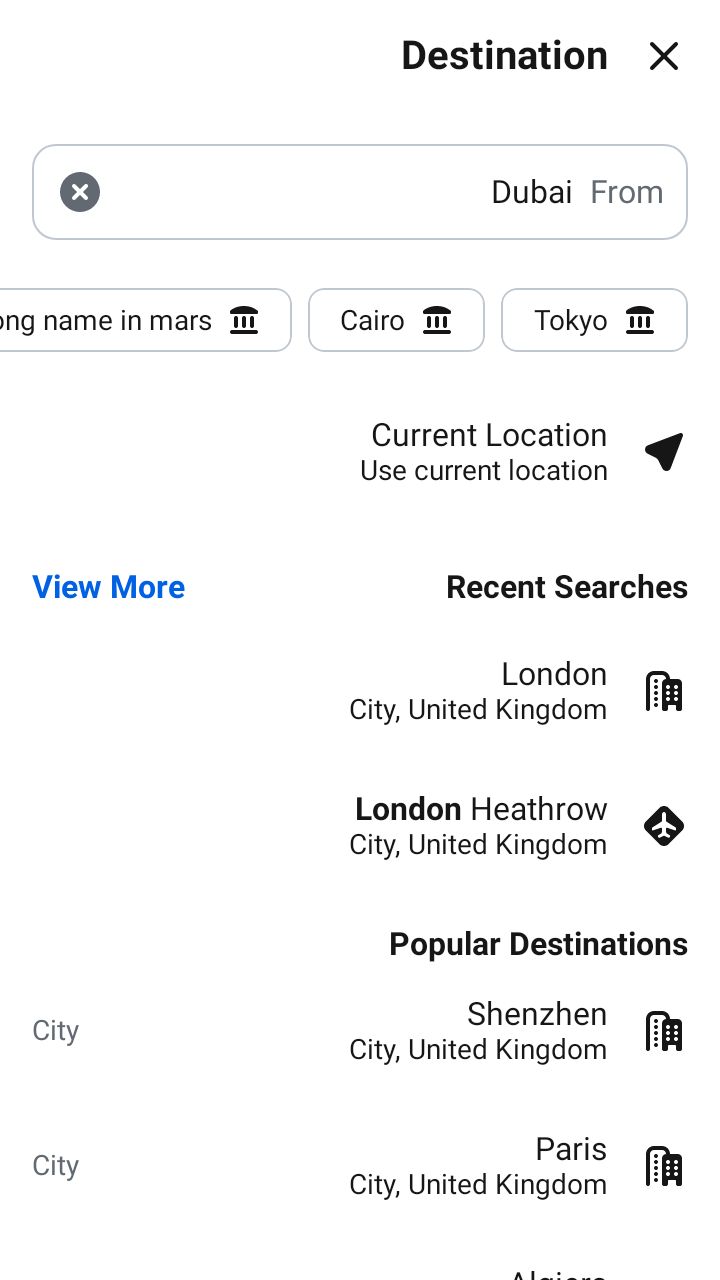 Destination
From Dubai
Tokyo
Cairo
name in mars
Current Location
Use current location
Recent Searches
View More
London
City, United Kingdom
London Heathrow
City, United Kingdom
Popular Destinations
Shenzhen
City, United Kingdom
City
Paris
City, United Kingdom
City